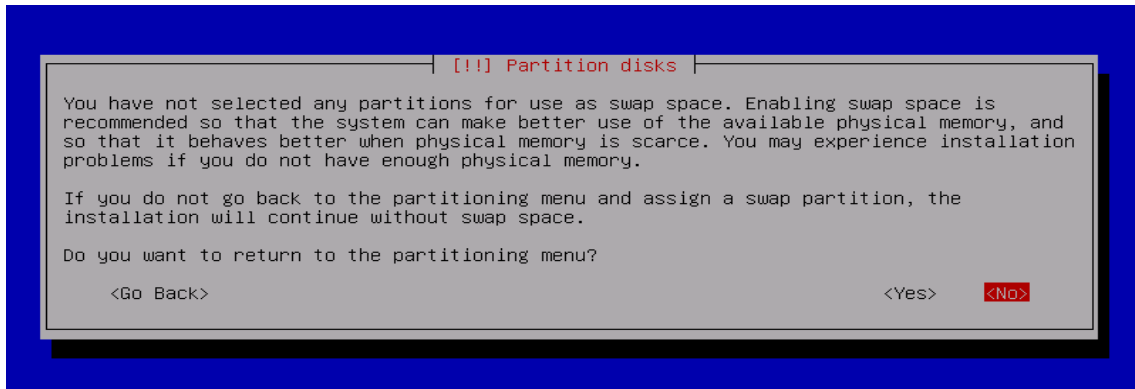 [!!] Partition disks
You have not selected any partitions for use as swap space. Enabling swap space is
recommended so that the system can make better use of the available physical memory, and
so that it behaves better when physical memory is scarce. You may experience installation
problems if you do not have enough physical memory.
If you do not go back to the partitioning menu and assign a swap partition, the
installation will continue without swap space.
Do you want to return to the partitioning menu?
<Go Back> <Yes> <No>